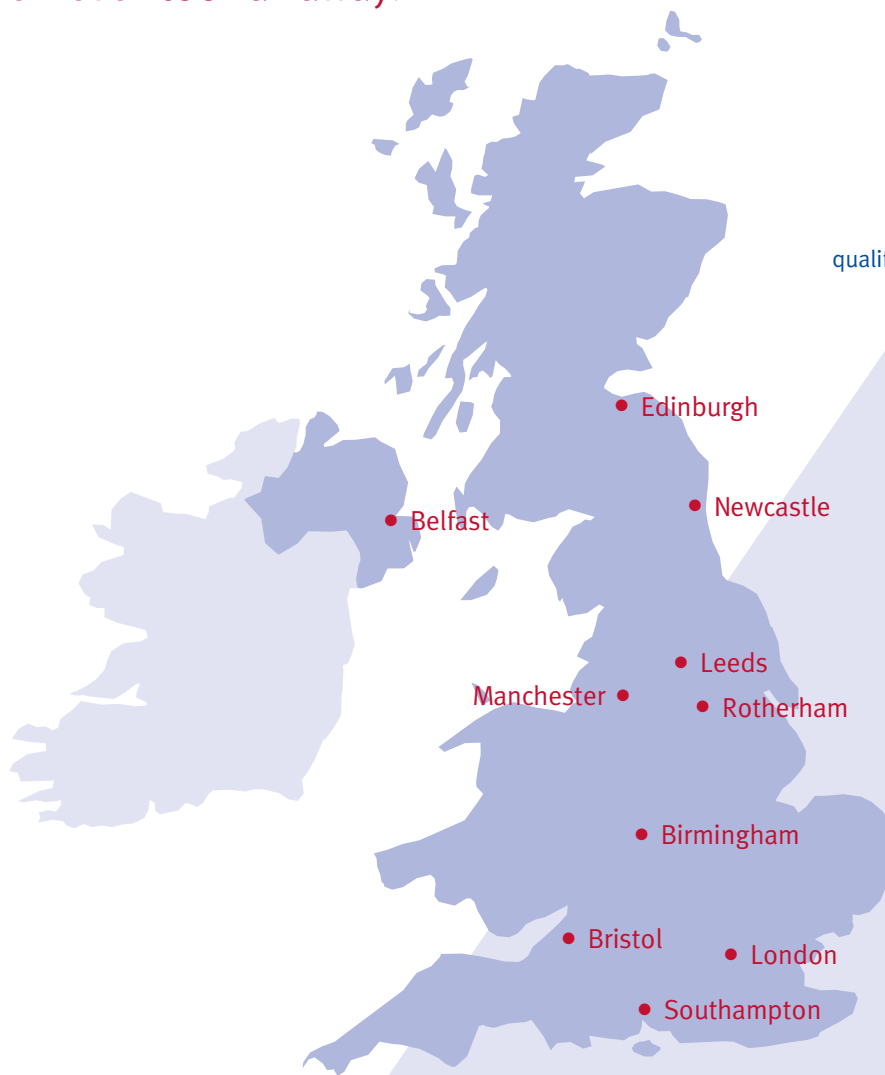 Edinburgh
Newcastle
Belfast
Leeds
Manchester
Rotherham
Birmingham
Bristol
London
Southampton